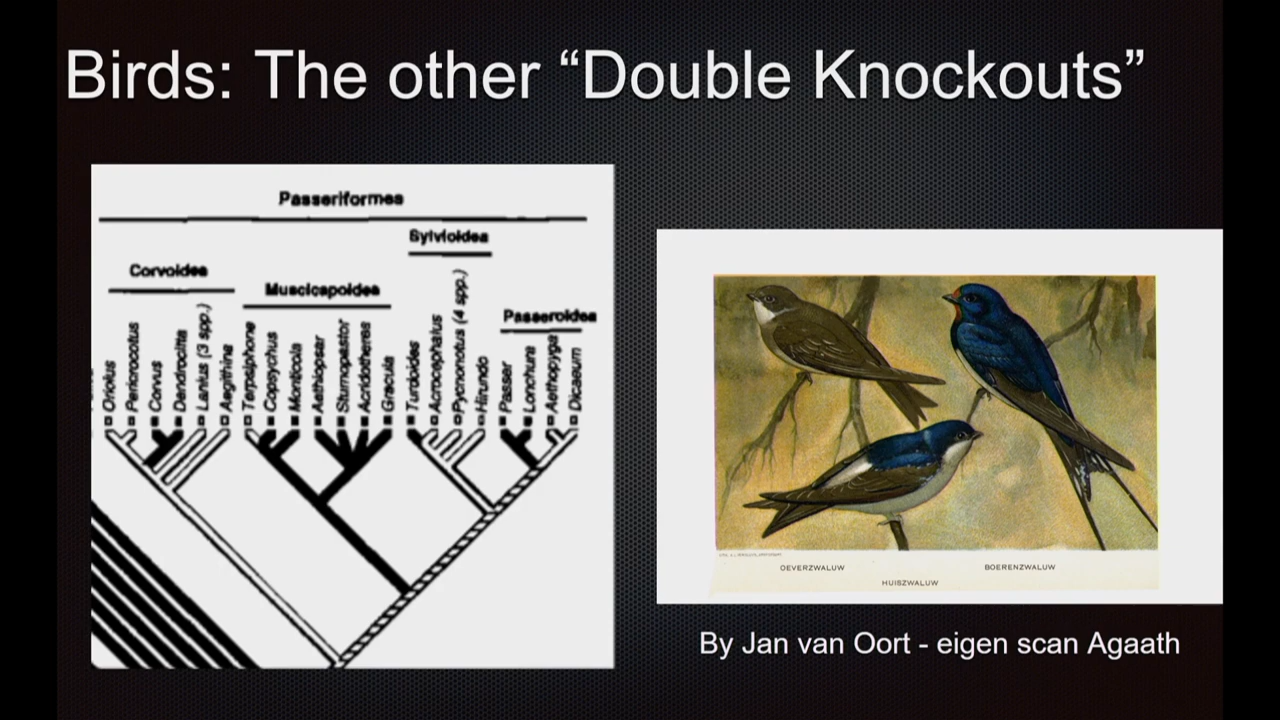 Birds: The other “Double Knockouts”
Passeriformes
Sylvioidea
Corvoidea
Muscicapoidea
Passeroidea
Oriolus
Pericrocotus
Corvus
Dendrocitta
Lanius (3 spp.)
Aegithina
Terpsiphone
Copsychus
Monticola
Aethiopsar
Sturnopastor
Acridotheres
Gracula
Turdoides
Acrocephalus
Pycnonotus (4 spp.)
Hirundo
Passer
Lonchura
Aethopyga
Dicaeum
OEVERZWALUW
BOERENZWALUW
HUISZWALUW
By Jan van Oort - eigen scan Agaath